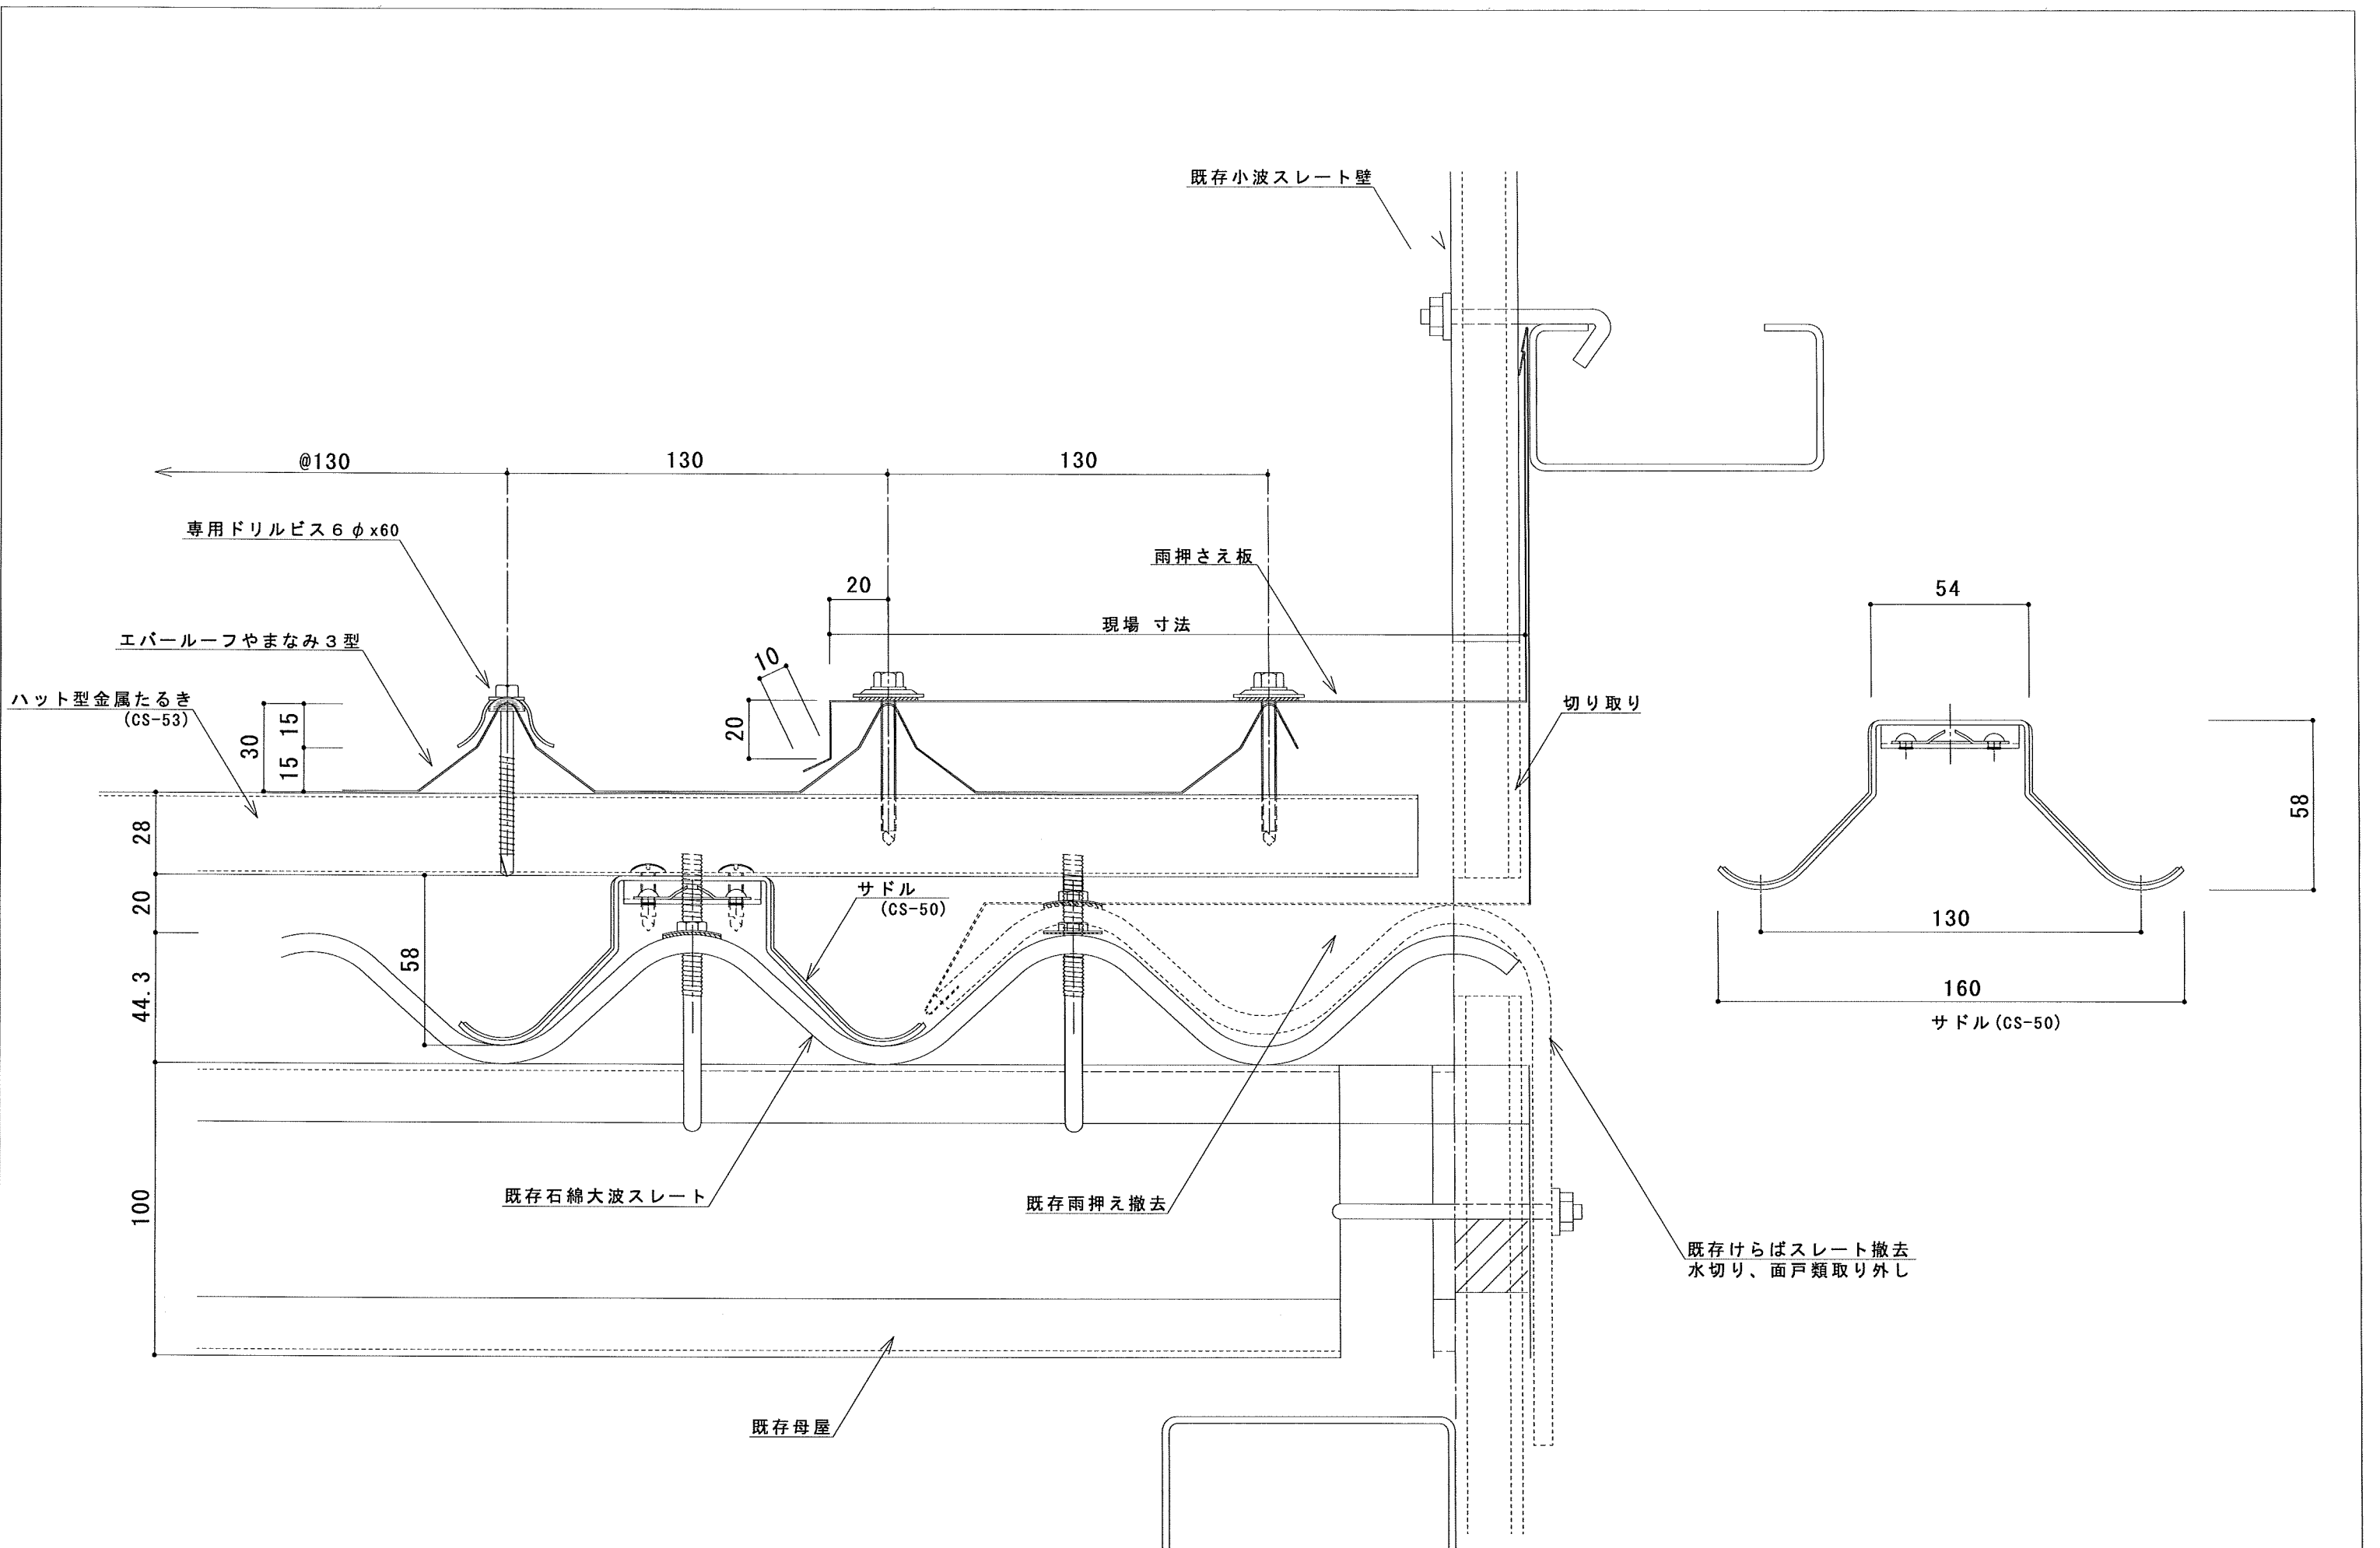 既存小波スレート壁
@130
130
130
専用ドリルビス６φx60
雨押さえ板
20
54
現場 寸法
エバールーフやまなみ３型
10
ハット型金属たるき
(CS-53)
切り取り
15
30
15
20
58
28
サドル
(CS-50)
20
58
130
44.3
160
サドル(CS-50)
既存石綿大波スレート
既存雨押え撤去
100
既存けらばスレート撤去
水切り、面戸類取り外し
既存母屋